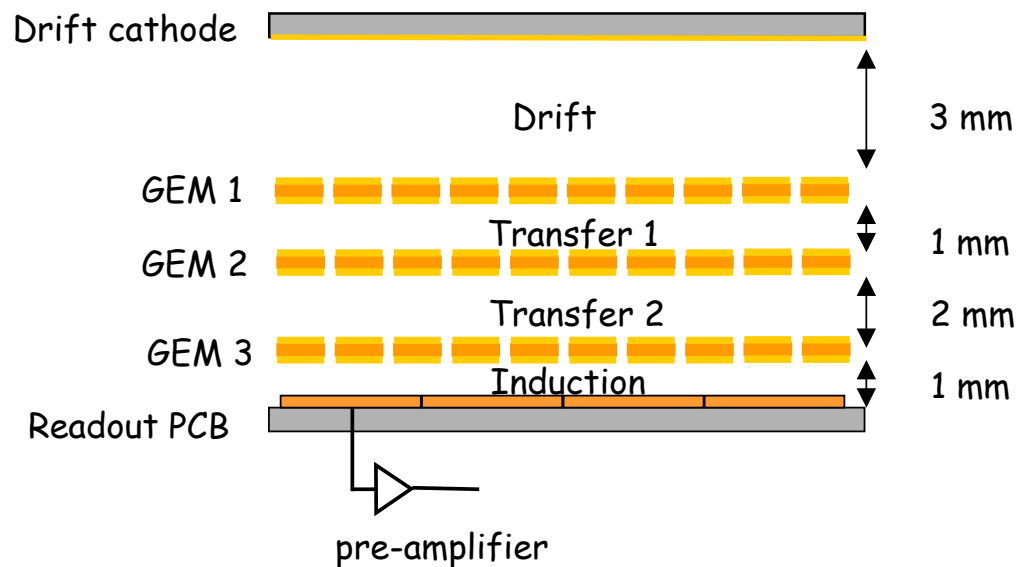 Drift cathode
Drift
3 mm
GEM 1
Transfer 1
1 mm
GEM 2
Transfer 2
2 mm
GEM 3
Induction
1 mm
Readout PCB
pre-amplifier